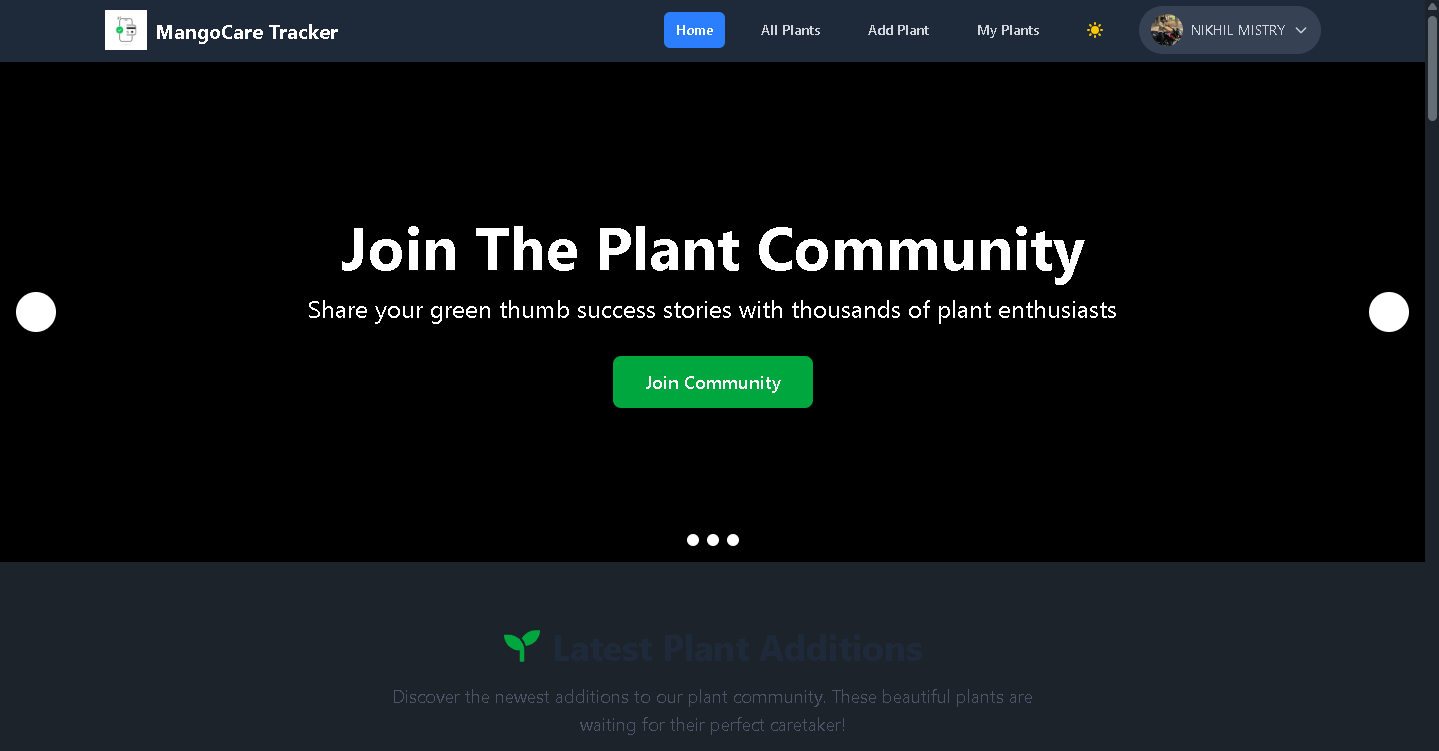 MangoCare Tracker
Home
All Plants
Add Plant
My Plants
NIKHIL MISTRY
Join The Plant Community
Share your green thumb success stories with thousands of plant enthusiasts
Join Community
Latest Plant Additions
Discover the newest additions to our plant community. These beautiful plants are
waiting for their perfect caretaker!